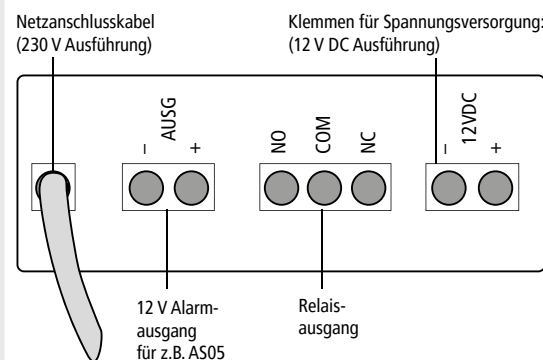 Netzanschlusskabel
(230 V Ausführung)
Klemmen für Spannungsversorgung:
(12 V DC Ausführung)
AUSG
– +
NO COM NC
12VDC
– +
12 V Alarm-
ausgang
für z.B. AS05
Relais-
ausgang